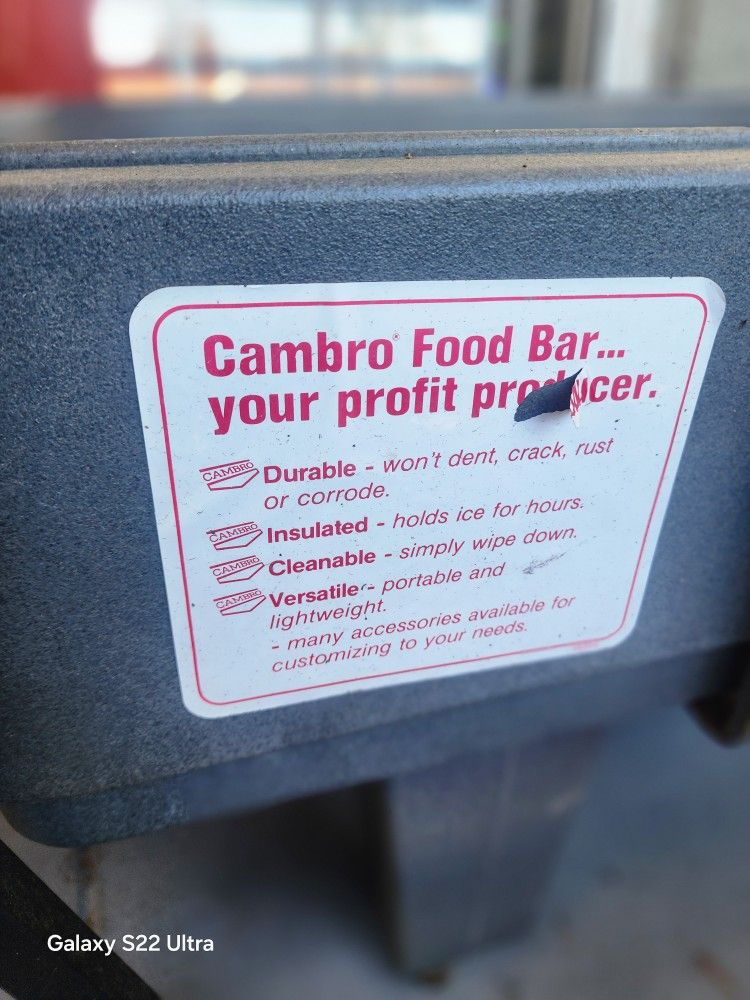 Cambro® Food Bar...
your profit producer.
CAMBRO Durable - won't dent, crack, rust
or corrode.
CAMBRO Insulated - holds ice for hours.
CAMBRO Cleanable - simply wipe down.
CAMBRO Versatile - portable and
lightweight.
- many accessories available for
customizing to your needs.
Galaxy S22 Ultra